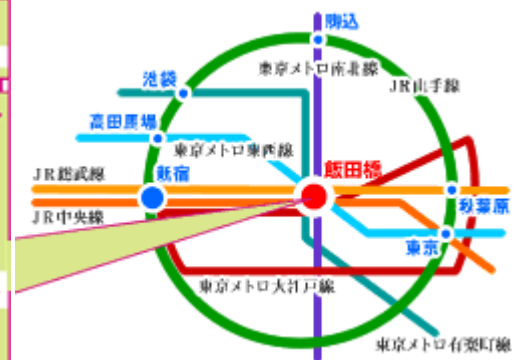 駒込
東京メトロ南北線
JR山手線
池袋
高田馬場
東京メトロ東西線
飯田橋
JR総武線
新宿
秋葉原
JR中央線
東京
東京メトロ大江戸線
東京メトロ有楽町線